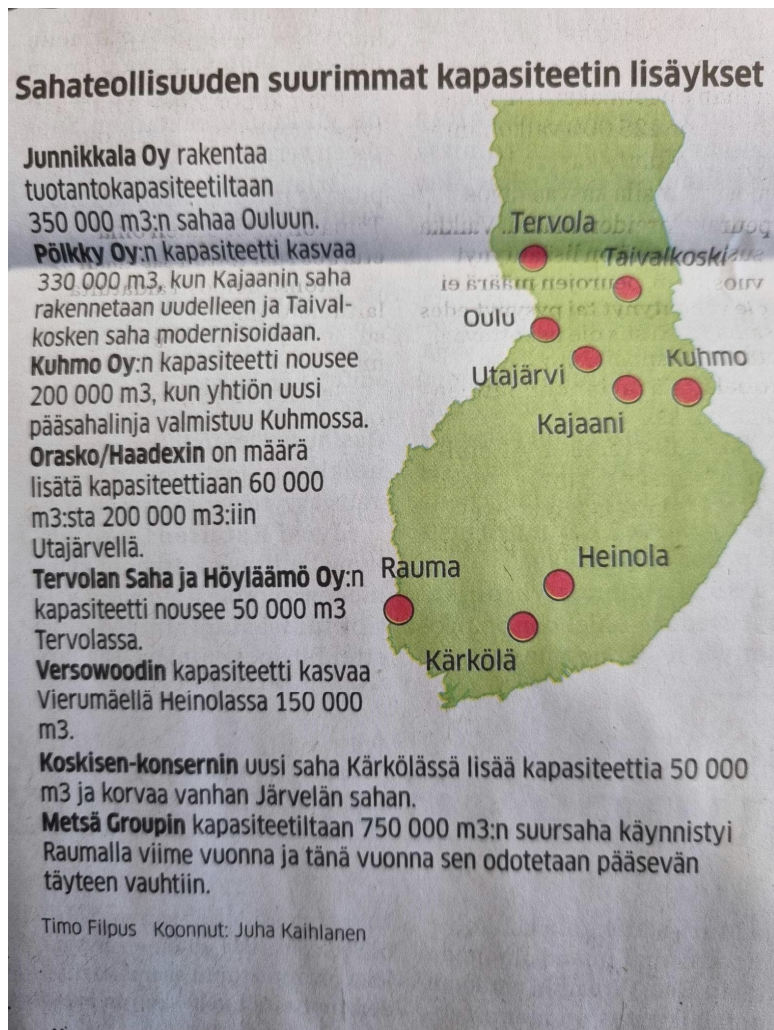 Sahateollisuuden suurimmat kapasiteetin lisäykset
Junnikkala Oy rakentaa
tuotantokapasiteetiltaan
350 000 m3:n sahaa Ouluun.
Pölkky Oy:n kapasiteetti kasvaa
330 000 m3, kun Kajaanin saha
rakennetaan uudelleen ja Taival-
kosken saha modernisoidaan.
Kuhmo Oy:n kapasiteetti nousee
200 000 m3, kun yhtiön uusi
pääsahalinja valmistuu Kuhmossa.
Orasko/Haadexin on määrä
lisätä kapasiteettiaan 60 000
m3:sta 200 000 m3:iin
Utajärvellä.
Tervolan Saha ja Höyläämö Oy:n
kapasiteetti nousee 50 000 m3
Tervolassa.
Versowoodin kapasiteetti kasvaa
Vierumäellä Heinolassa 150 000
m3.
Koskisen-konsernin uusi saha Kärkölässä lisää kapasiteettia 50 000
m3 ja korvaa vanhan Järvelän sahan.
Metsä Groupin kapasiteetiltaan 750 000 m3:n suursaha käynnistyi
Raumalla viime vuonna ja tänä vuonna sen odotetaan pääsevän
täyteen vauhtiin.
Timo Filpus Koonnut: Juha Kaihlanen
Tervola
Taivalkoski
Oulu
Utajärvi
Kuhmo
Kajaani
Rauma
Heinola
Kärkölä